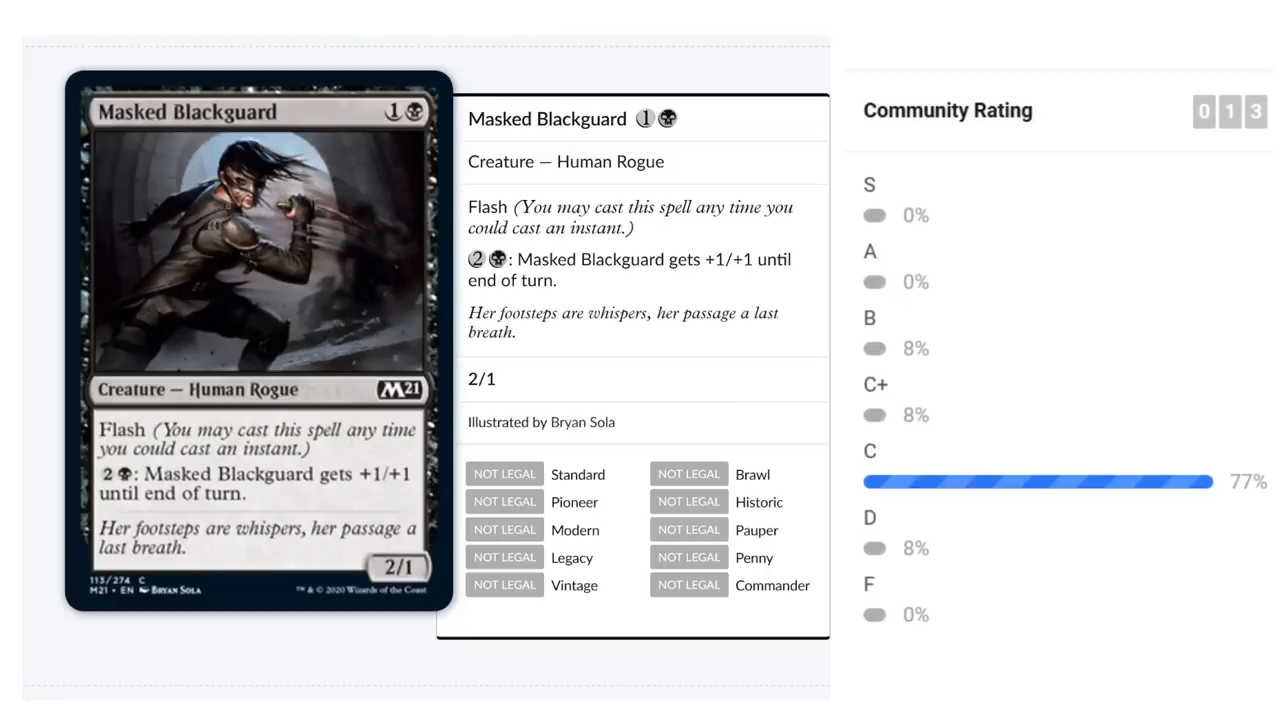 Masked Blackguard 1
Creature — Human Rogue
M21
Flash (You may cast this spell any time
you could cast an instant.)
2 : Masked Blackguard gets +1/+1
until end of turn.
Her footsteps are whispers, her passage a
last breath.
2/1
113/274 C
M21 • EN Bryan Sola
™ & © 2020 Wizards of the Coast
Masked Blackguard 1
Creature — Human Rogue
Flash (You may cast this spell any time you
could cast an instant.)
2 : Masked Blackguard gets +1/+1 until
end of turn.
Her footsteps are whispers, her passage a last
breath.
2/1
Illustrated by Bryan Sola
NOT LEGAL Standard NOT LEGAL Brawl
NOT LEGAL Pioneer NOT LEGAL Historic
NOT LEGAL Modern NOT LEGAL Pauper
NOT LEGAL Legacy NOT LEGAL Penny
NOT LEGAL Vintage NOT LEGAL Commander
Community Rating 0 1 3
S
0%
A
0%
B
8%
C+
8%
C
77%
D
8%
F
0%